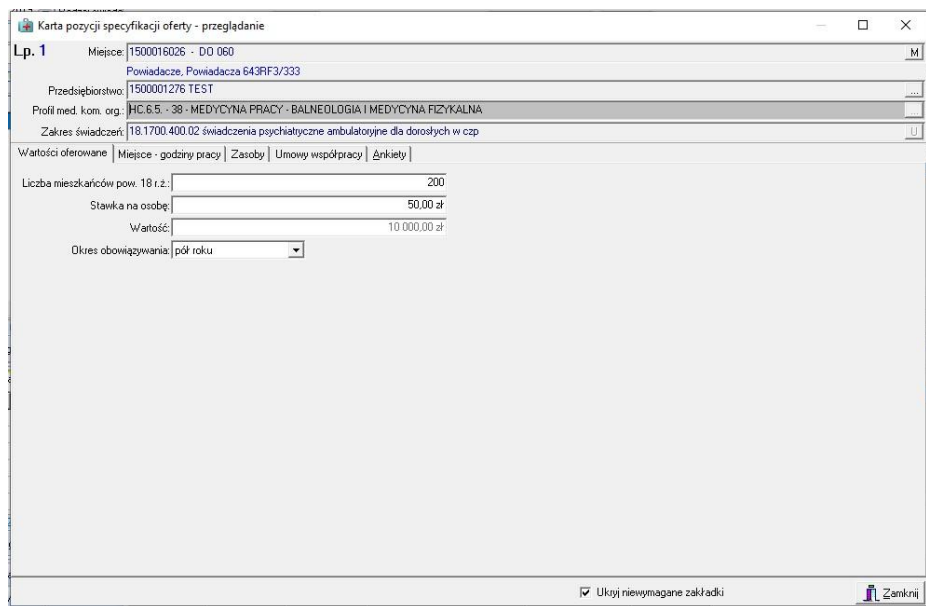 Karta pozycji specyfikacji oferty - przeglądanie
Lp. 1 Miejsce: 1500016026 - DO 060 M
Powiadacze, Powiadacza 643RF3/333
Przedsiębiorstwo: 1500001276 TEST ...
Profil med. kom. org.: HC.6.5. - 38 - MEDYCYNA PRACY - BALNEOLOGIA I MEDYCYNA FIZYKALNA ...
Zakres świadczeń: 18.1700.400.02 świadczenia psychiatryczne ambulatoryjne dla dorosłych w czp U
Wartości oferowane Miejsce - godziny pracy Zasoby Umowy współpracy Ankiety
Liczba mieszkańców pow. 18 r.ż.: 200
Stawka na osobę: 50,00 zł
Wartość: 10 000,00 zł
Okres obowiązywania: pół roku
Ukryj niewymagane zakładki Zamknij